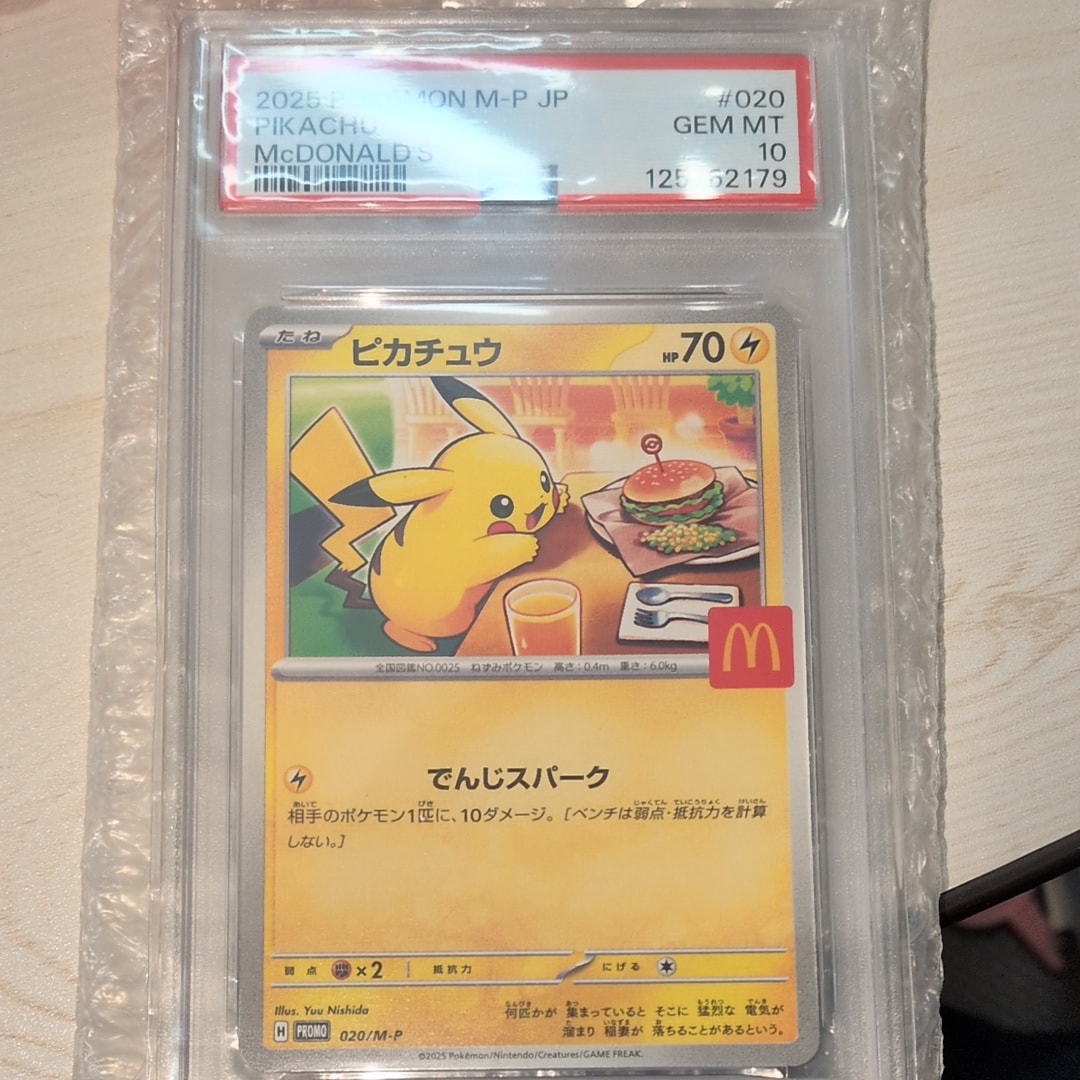 2025 POKEMON M-P JP #020
PIKACHU GEM MT
McDONALD'S 10
たね ピカチュウ HP 70
M
全国図鑑NO.0025 ねずみポケモン 高さ:0.4m 重さ:6.0kg
でんじスパーク
相手のポケモン1匹に、10ダメージ。[ベンチは弱点・抵抗力を計算
しない。]
弱点 ×2 抵抗力 にげる
Illus. Yuu Nishida
何匹かが 集まっていると そこに 猛烈な 電気が
溜まり 稲妻が 落ちることがあるという。
H PROMO 020/M-P
©2025 Pokémon/Nintendo/Creatures/GAME FREAK.